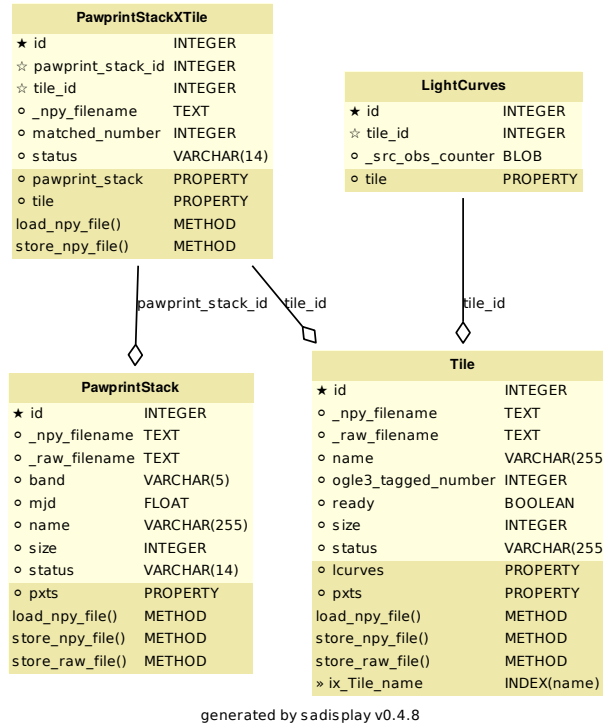 PawprintStackXTile
★ id INTEGER
☆ pawprint_stack_id INTEGER
☆ tile_id INTEGER
⚬ _npy_filename TEXT
⚬ matched_number INTEGER
⚬ status VARCHAR(14)
⚬ pawprint_stack PROPERTY
⚬ tile PROPERTY
load_npy_file() METHOD
store_npy_file() METHOD
LightCurves
★ id INTEGER
☆ tile_id INTEGER
⚬ _src_obs_counter BLOB
⚬ tile PROPERTY
pawprint_stack_id
tile_id
tile_id
PawprintStack
★ id INTEGER
⚬ _npy_filename TEXT
⚬ _raw_filename TEXT
⚬ band VARCHAR(5)
⚬ mjd FLOAT
⚬ name VARCHAR(255)
⚬ size INTEGER
⚬ status VARCHAR(14)
⚬ pxts PROPERTY
load_npy_file() METHOD
store_npy_file() METHOD
store_raw_file() METHOD
Tile
★ id INTEGER
⚬ _npy_filename TEXT
⚬ _raw_filename TEXT
⚬ name VARCHAR(255
⚬ ogle3_tagged_number INTEGER
⚬ ready BOOLEAN
⚬ size INTEGER
⚬ status VARCHAR(255
⚬ lcurves PROPERTY
⚬ pxts PROPERTY
load_npy_file() METHOD
store_npy_file() METHOD
store_raw_file() METHOD
» ix_Tile_name INDEX(name)
generated by sadisplay v0.4.8